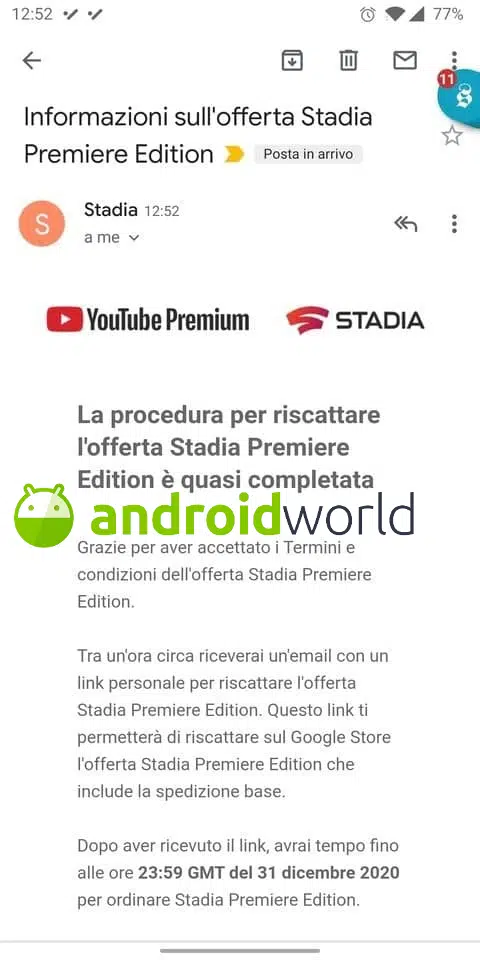 12:52
77%
11
Informazioni sull'offerta Stadia
Premiere Edition
Posta in arrivo
S
Stadia 12:52
a me
YouTube Premium
STADIA
La procedura per riscattare
l'offerta Stadia Premiere
Edition è quasi completata
androidworld
Grazie per aver accettato i Termini e
condizioni dell'offerta Stadia Premiere
Edition.
Tra un'ora circa riceverai un'email con un
link personale per riscattare l'offerta
Stadia Premiere Edition. Questo link ti
permetterà di riscattare sul Google Store
l'offerta Stadia Premiere Edition che
include la spedizione base.
Dopo aver ricevuto il link, avrai tempo fino
alle ore 23:59 GMT del 31 dicembre 2020
per ordinare Stadia Premiere Edition.